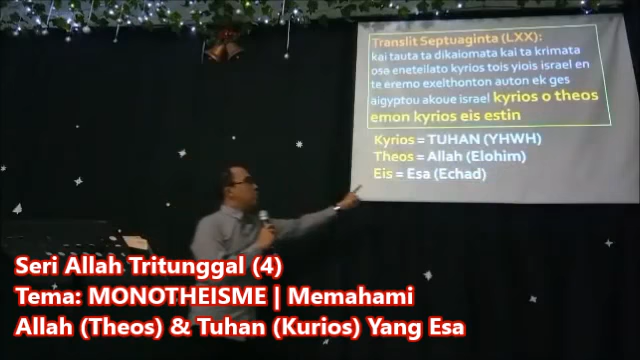 Translit Septuaginta (LXX):
kai tauta ta dikaiomata kai ta krimata
osa eneteilato kyrios tois yiois israel en
te eremo exelthonton auton ek ges
aigyptou akoue israel kyrios o theos
emon kyrios eis estin
Kyrios = TUHAN (YHWH)
Theos = Allah (Elohim)
Eis = Esa (Echad)
Seri Allah Tritunggal (4)
Tema: MONOTHEISME | Memahami
Allah (Theos) & Tuhan (Kurios) Yang Esa